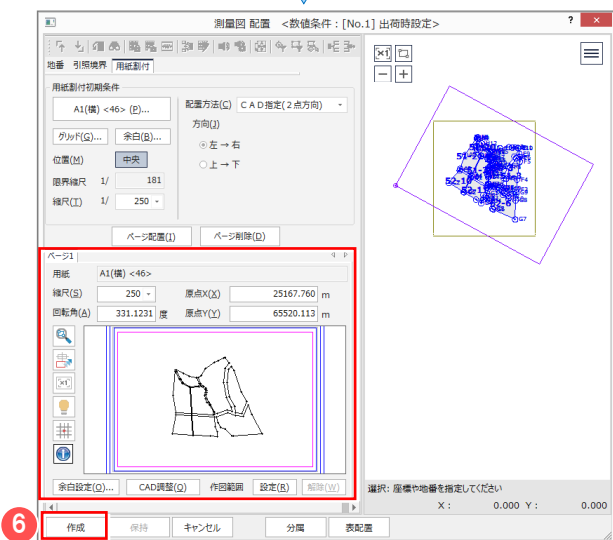 測量図 配置 <数値条件 : [No.1] 出荷時設定>
? ×
地番 引照境界 用紙割付
用紙割付初期条件
A1(横) <46> (P)...
配置方法(C) ＣＡＤ指定(２点方向)
グリッド(G)... 余白(B)...
方向(J)
左 → 右
位置(M) 中央
上 → 下
限界縮尺 1/ 181
縮尺(T) 1/ 250
ページ配置(I) ページ削除(D)
ページ1
用紙 A1(横) <46>
縮尺(S) 250 原点X(X) 25167.760 m
回転角(A) 331.1231 度 原点Y(Y) 65520.113 m
余白設定(O)... CAD調整(Q) 作図範囲 設定(R) 解除(W)
選択: 座標や地番を指定してください
X : 0.000 Y : 0.000
6 作成 保持 キャンセル 分属 表配置
G7